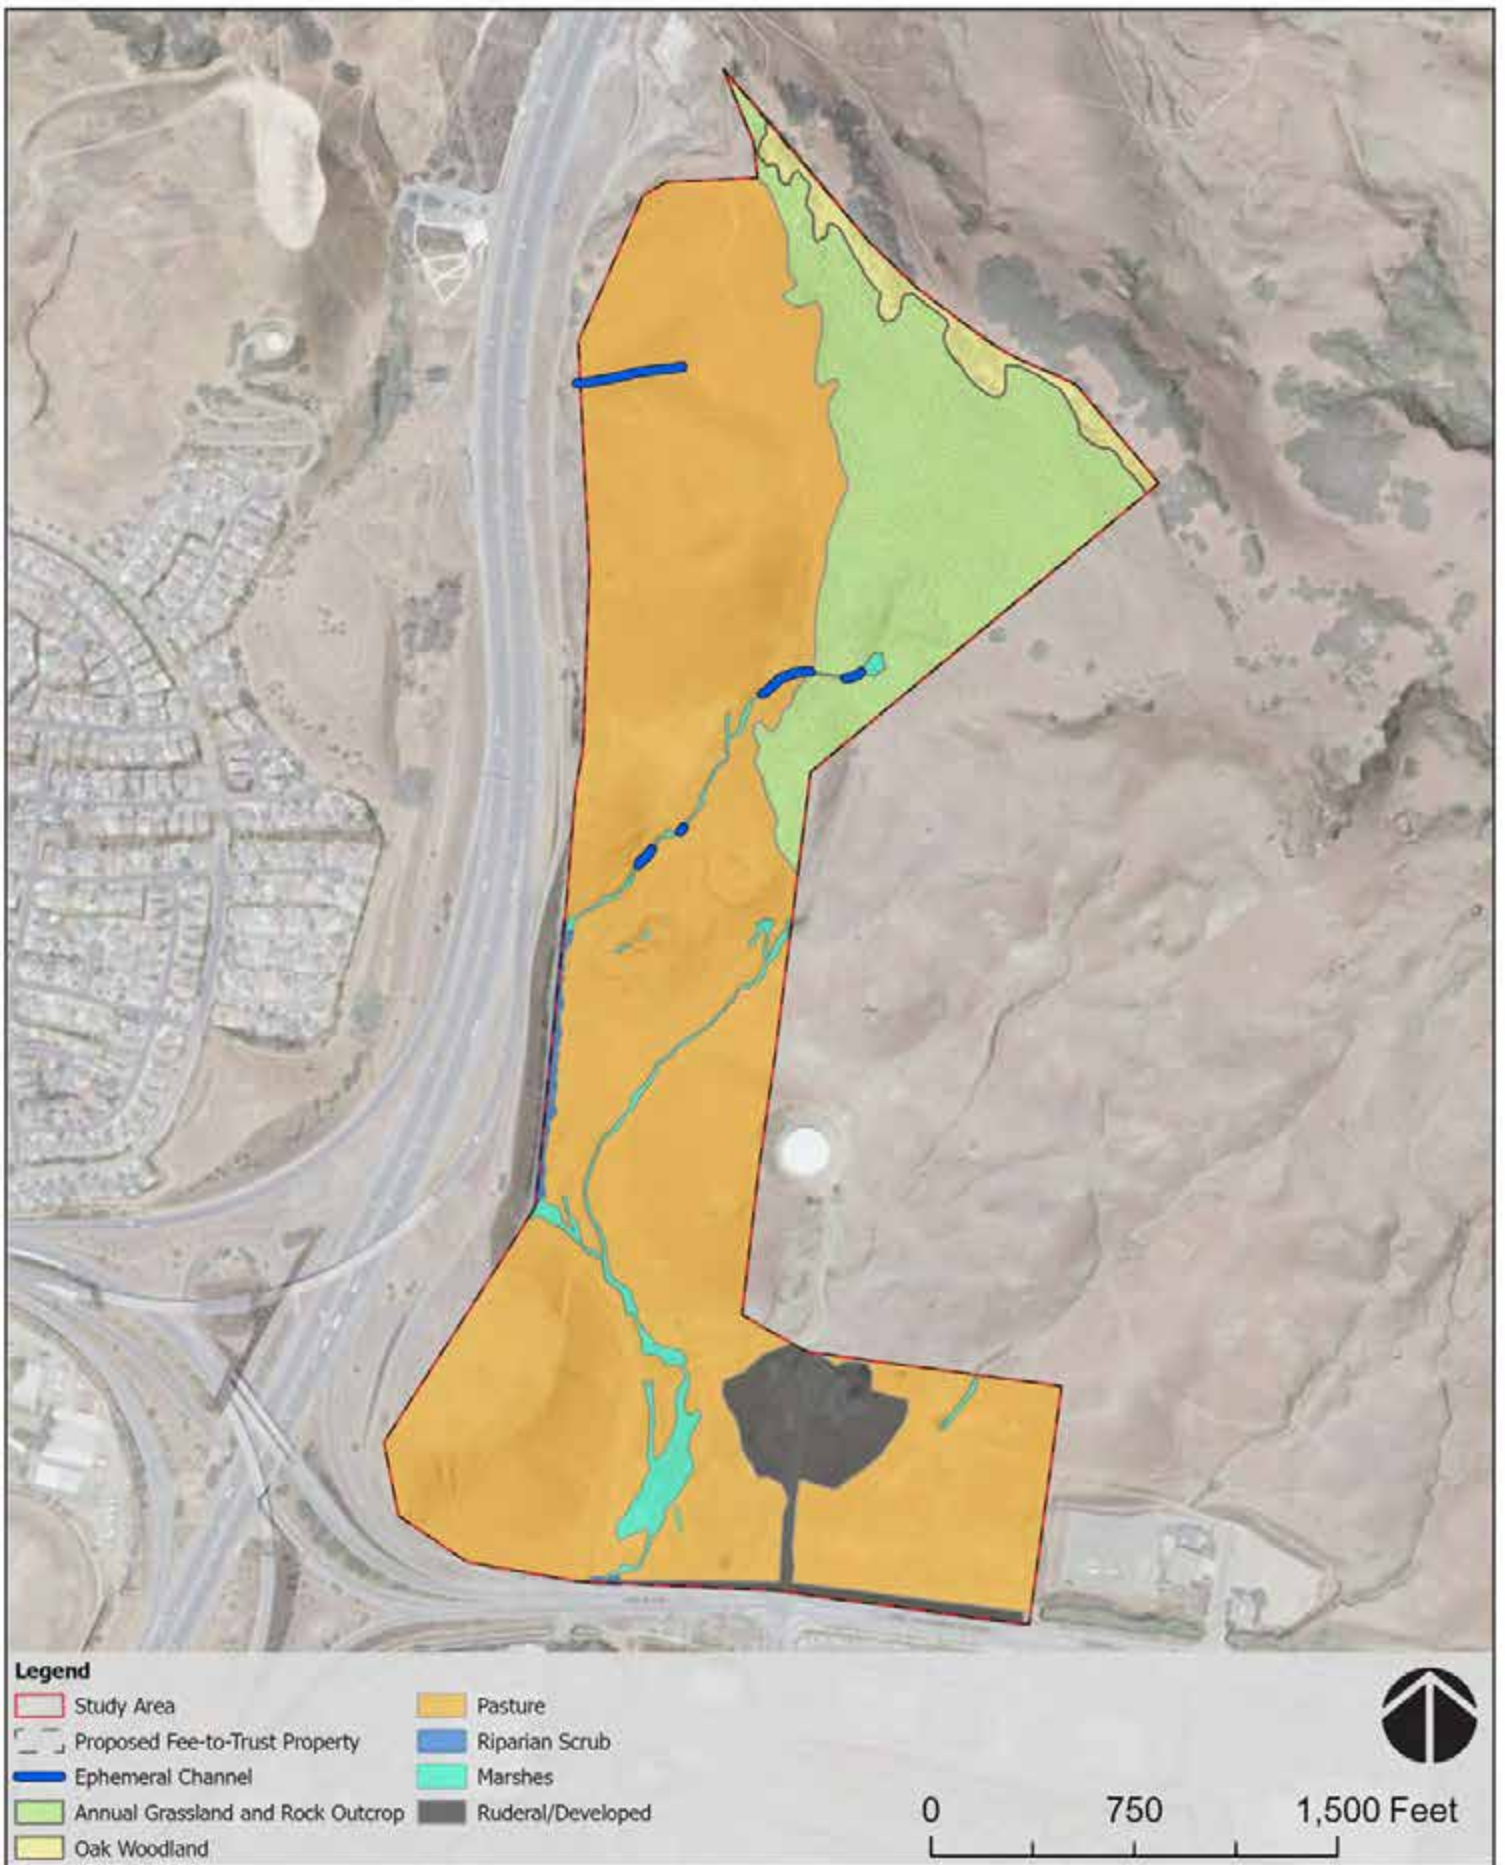 Legend
Study Area
Proposed Fee-to-Trust Property
Ephemeral Channel
Annual Grassland and Rock Outcrop
Oak Woodland
Pasture
Riparian Scrub
Marshes
Ruderal/Developed
0 750 1,500 Feet